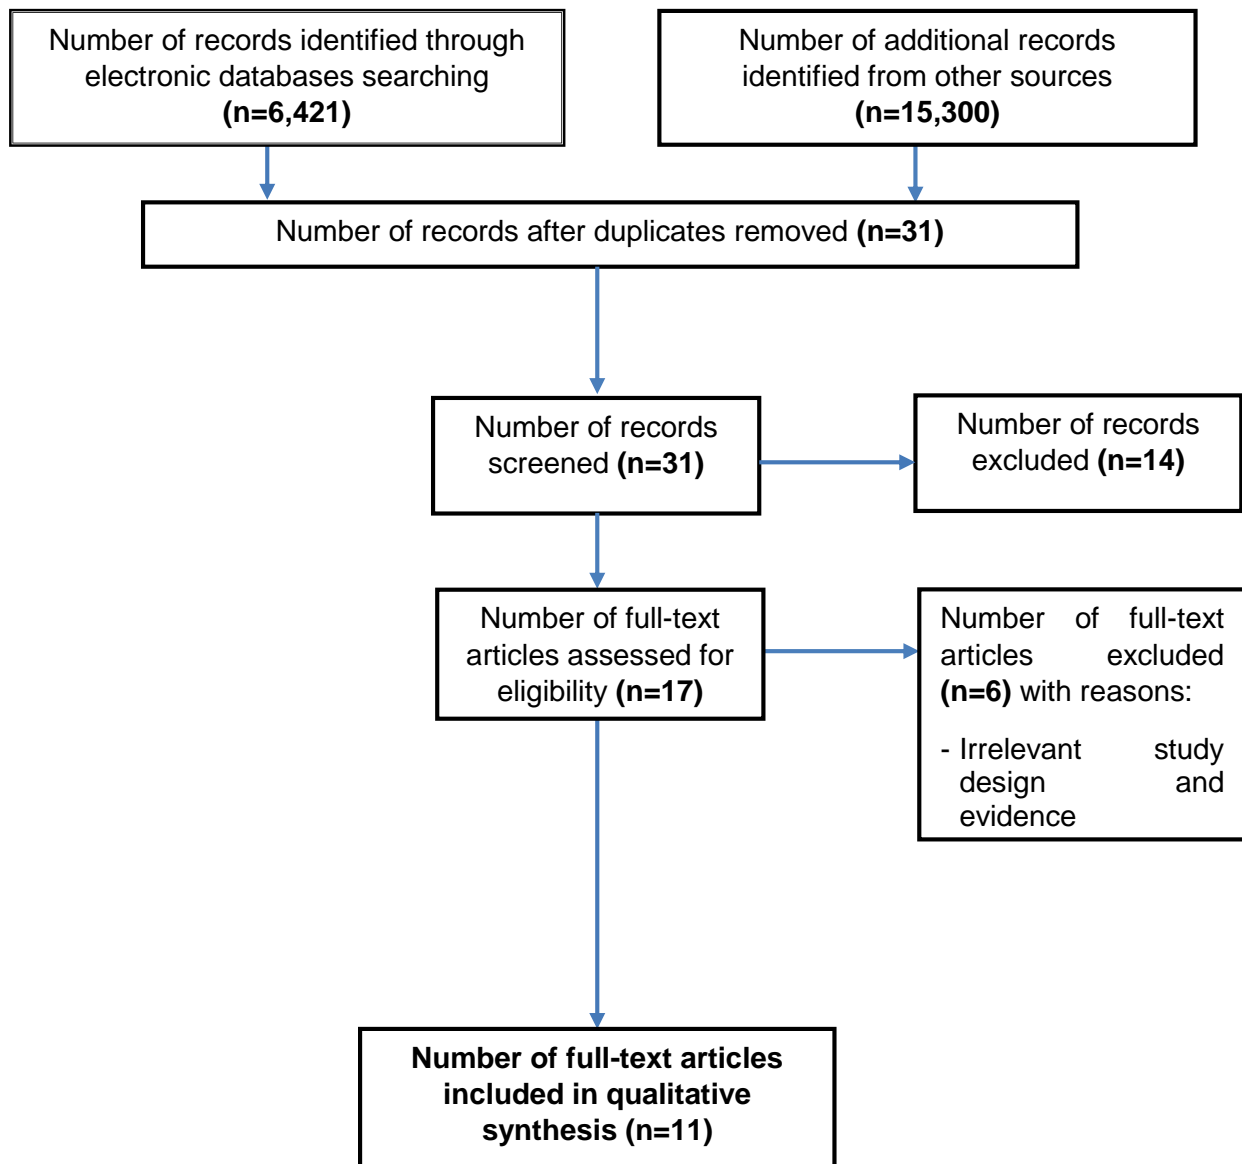 Number of records identified through
electronic databases searching
(n=6,421)
Number of additional records
identified from other sources
(n=15,300)
Number of records after duplicates removed (n=31)
Number of records
screened (n=31)
Number of records
excluded (n=14)
Number of full-text
articles assessed for
eligibility (n=17)
Number of full-text
articles excluded
(n=6) with reasons:
- Irrelevant study
design and
evidence
Number of full-text articles
included in qualitative
synthesis (n=11)